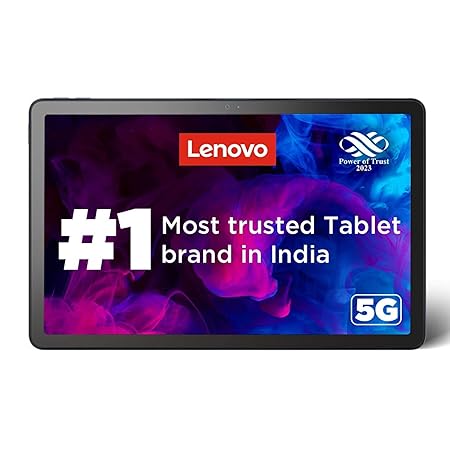 Lenovo
Power of Trust
2023
#1 Most trusted Tablet
brand in India
5G